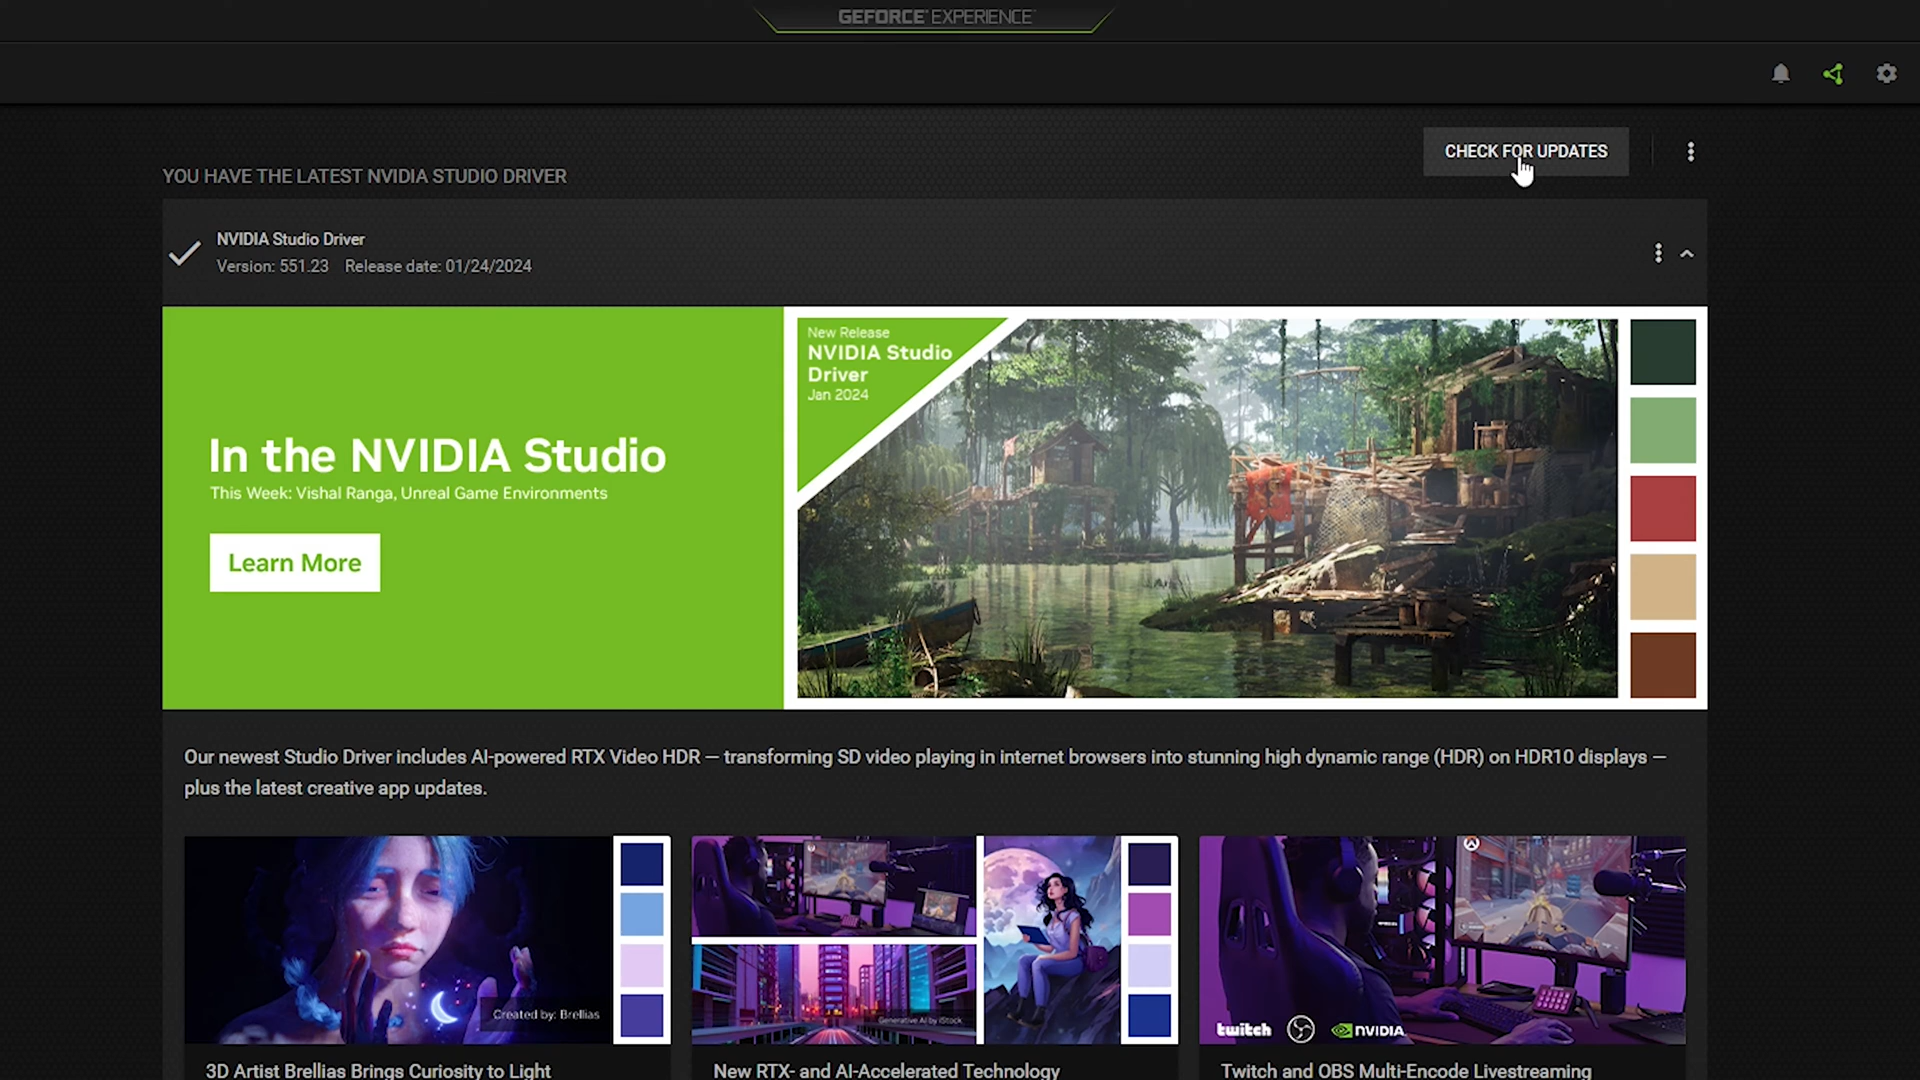 GEFORCE® EXPERIENCE™
CHECK FOR UPDATES
YOU HAVE THE LATEST NVIDIA STUDIO DRIVER
NVIDIA Studio Driver
Version: 551.23 Release date: 01/24/2024
In the NVIDIA Studio
This Week: Vishal Ranga, Unreal Game Environments
Learn More
New Release
NVIDIA Studio
Driver
Jan 2024
Our newest Studio Driver includes AI-powered RTX Video HDR — transforming SD video playing in internet browsers into stunning high dynamic range (HDR) on HDR10 displays —
plus the latest creative app updates.
Created by: Brellias
Generative AI by iStock
twitch
NVIDIA
3D Artist Brellias Brings Curiosity to Light
New RTX- and AI-Accelerated Technology
Twitch and OBS Multi-Encode Livestreaming